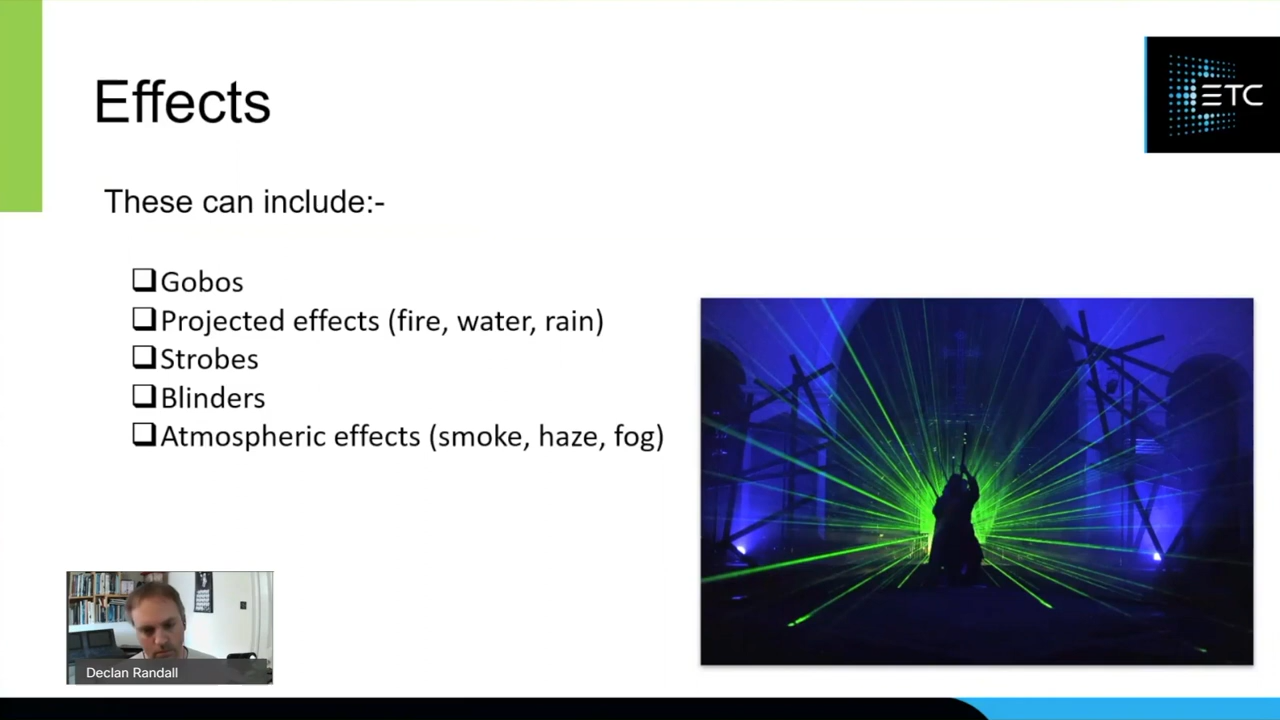 Effects
ETC
These can include:-
❑Gobos
❑Projected effects (fire, water, rain)
❑Strobes
❑Blinders
❑Atmospheric effects (smoke, haze, fog)
Declan Randall